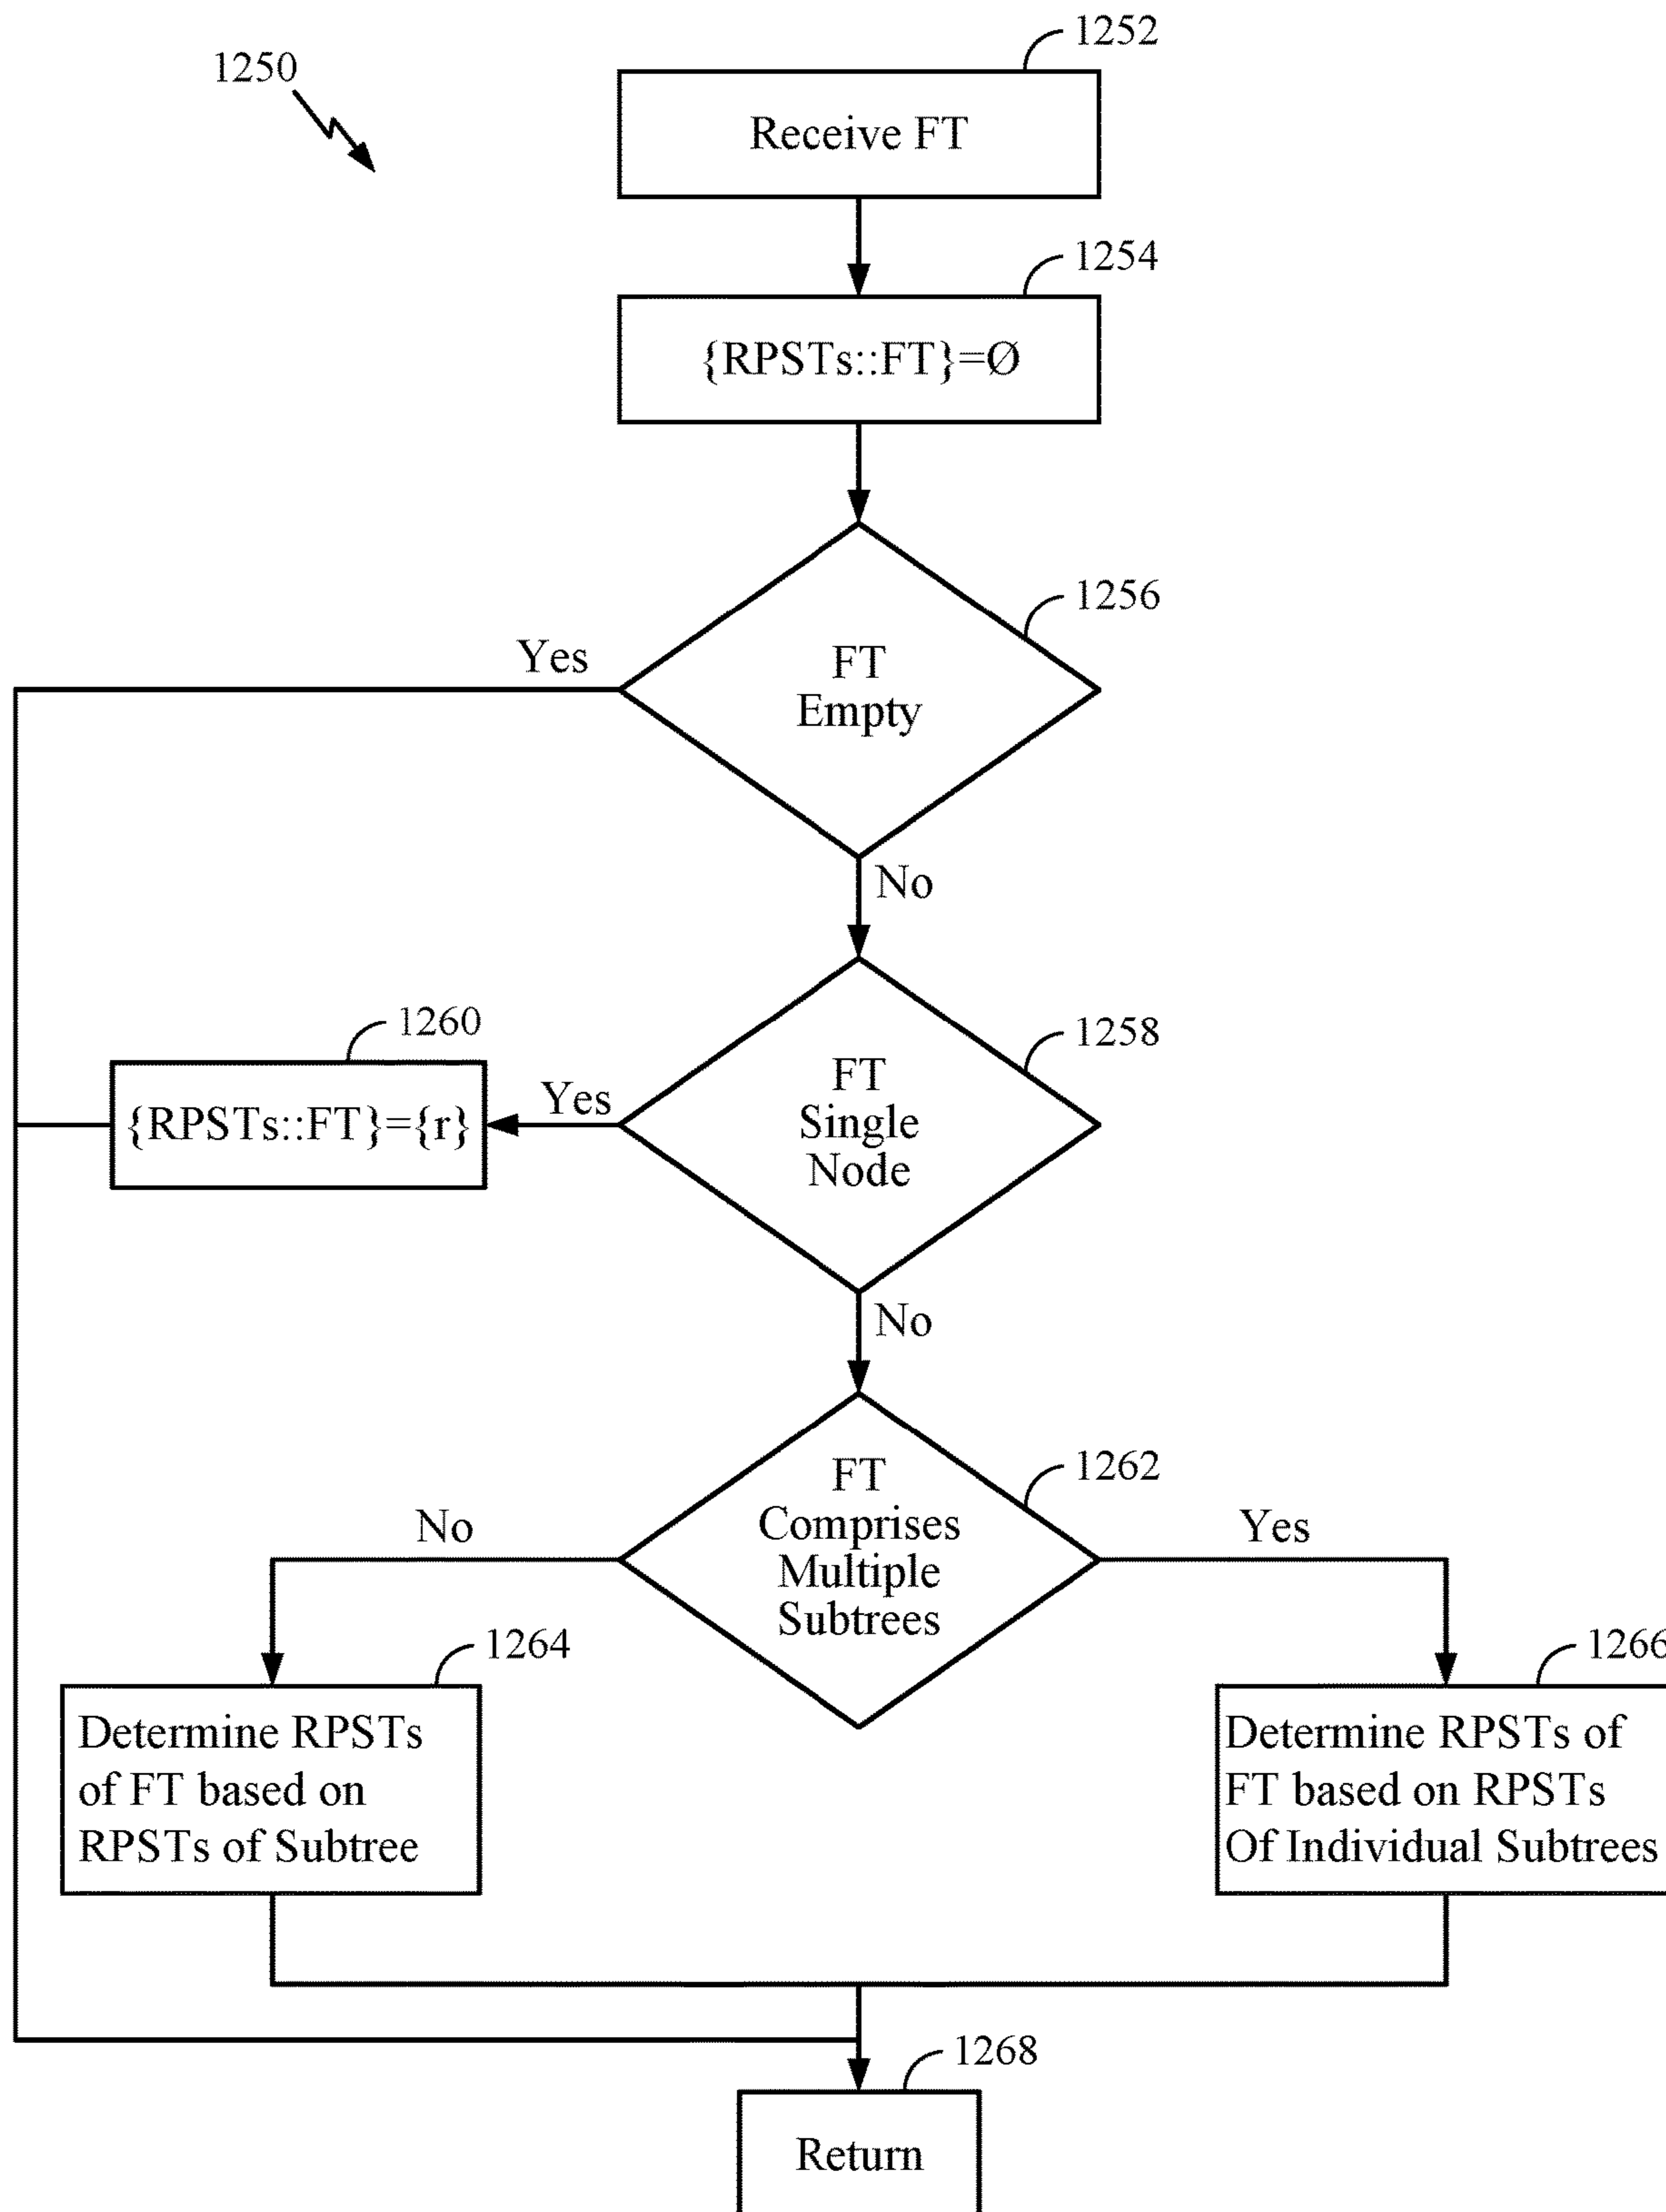 1250
1252
Receive FT
1254
{RPSTs::FT}=Ø
1256
FT
Empty
Yes
No
1258
FT
Single
Node
Yes
1260
{RPSTs::FT}={r}
No
1262
FT
Comprises
Multiple
Subtrees
No
Yes
1264
Determine RPSTs
of FT based on
RPSTs of Subtree
1266
Determine RPSTs of
FT based on RPSTs
Of Individual Subtrees
1268
Return